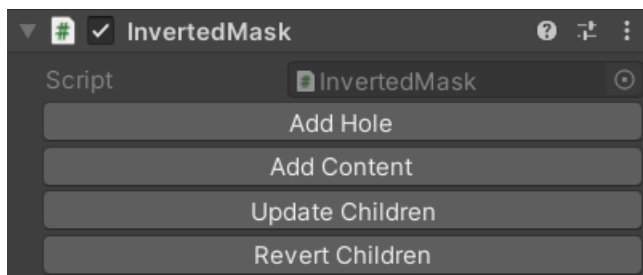 InvertedMask
Script InvertedMask
Add Hole
Add Content
Update Children
Revert Children